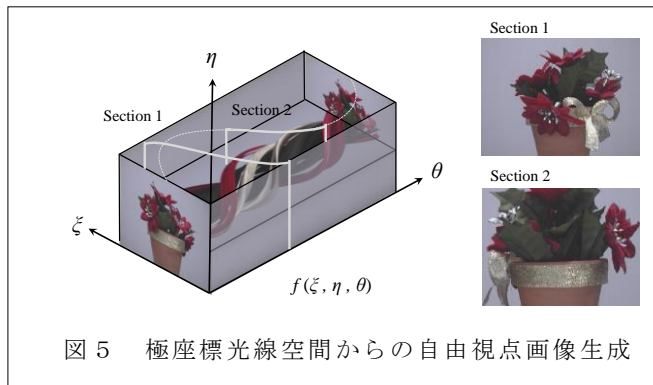 Section 1
η
Section 2
Section 1
θ
ξ
Section 2
f(ξ, η, θ)
図5 極座標光線空間からの自由視点画像生成